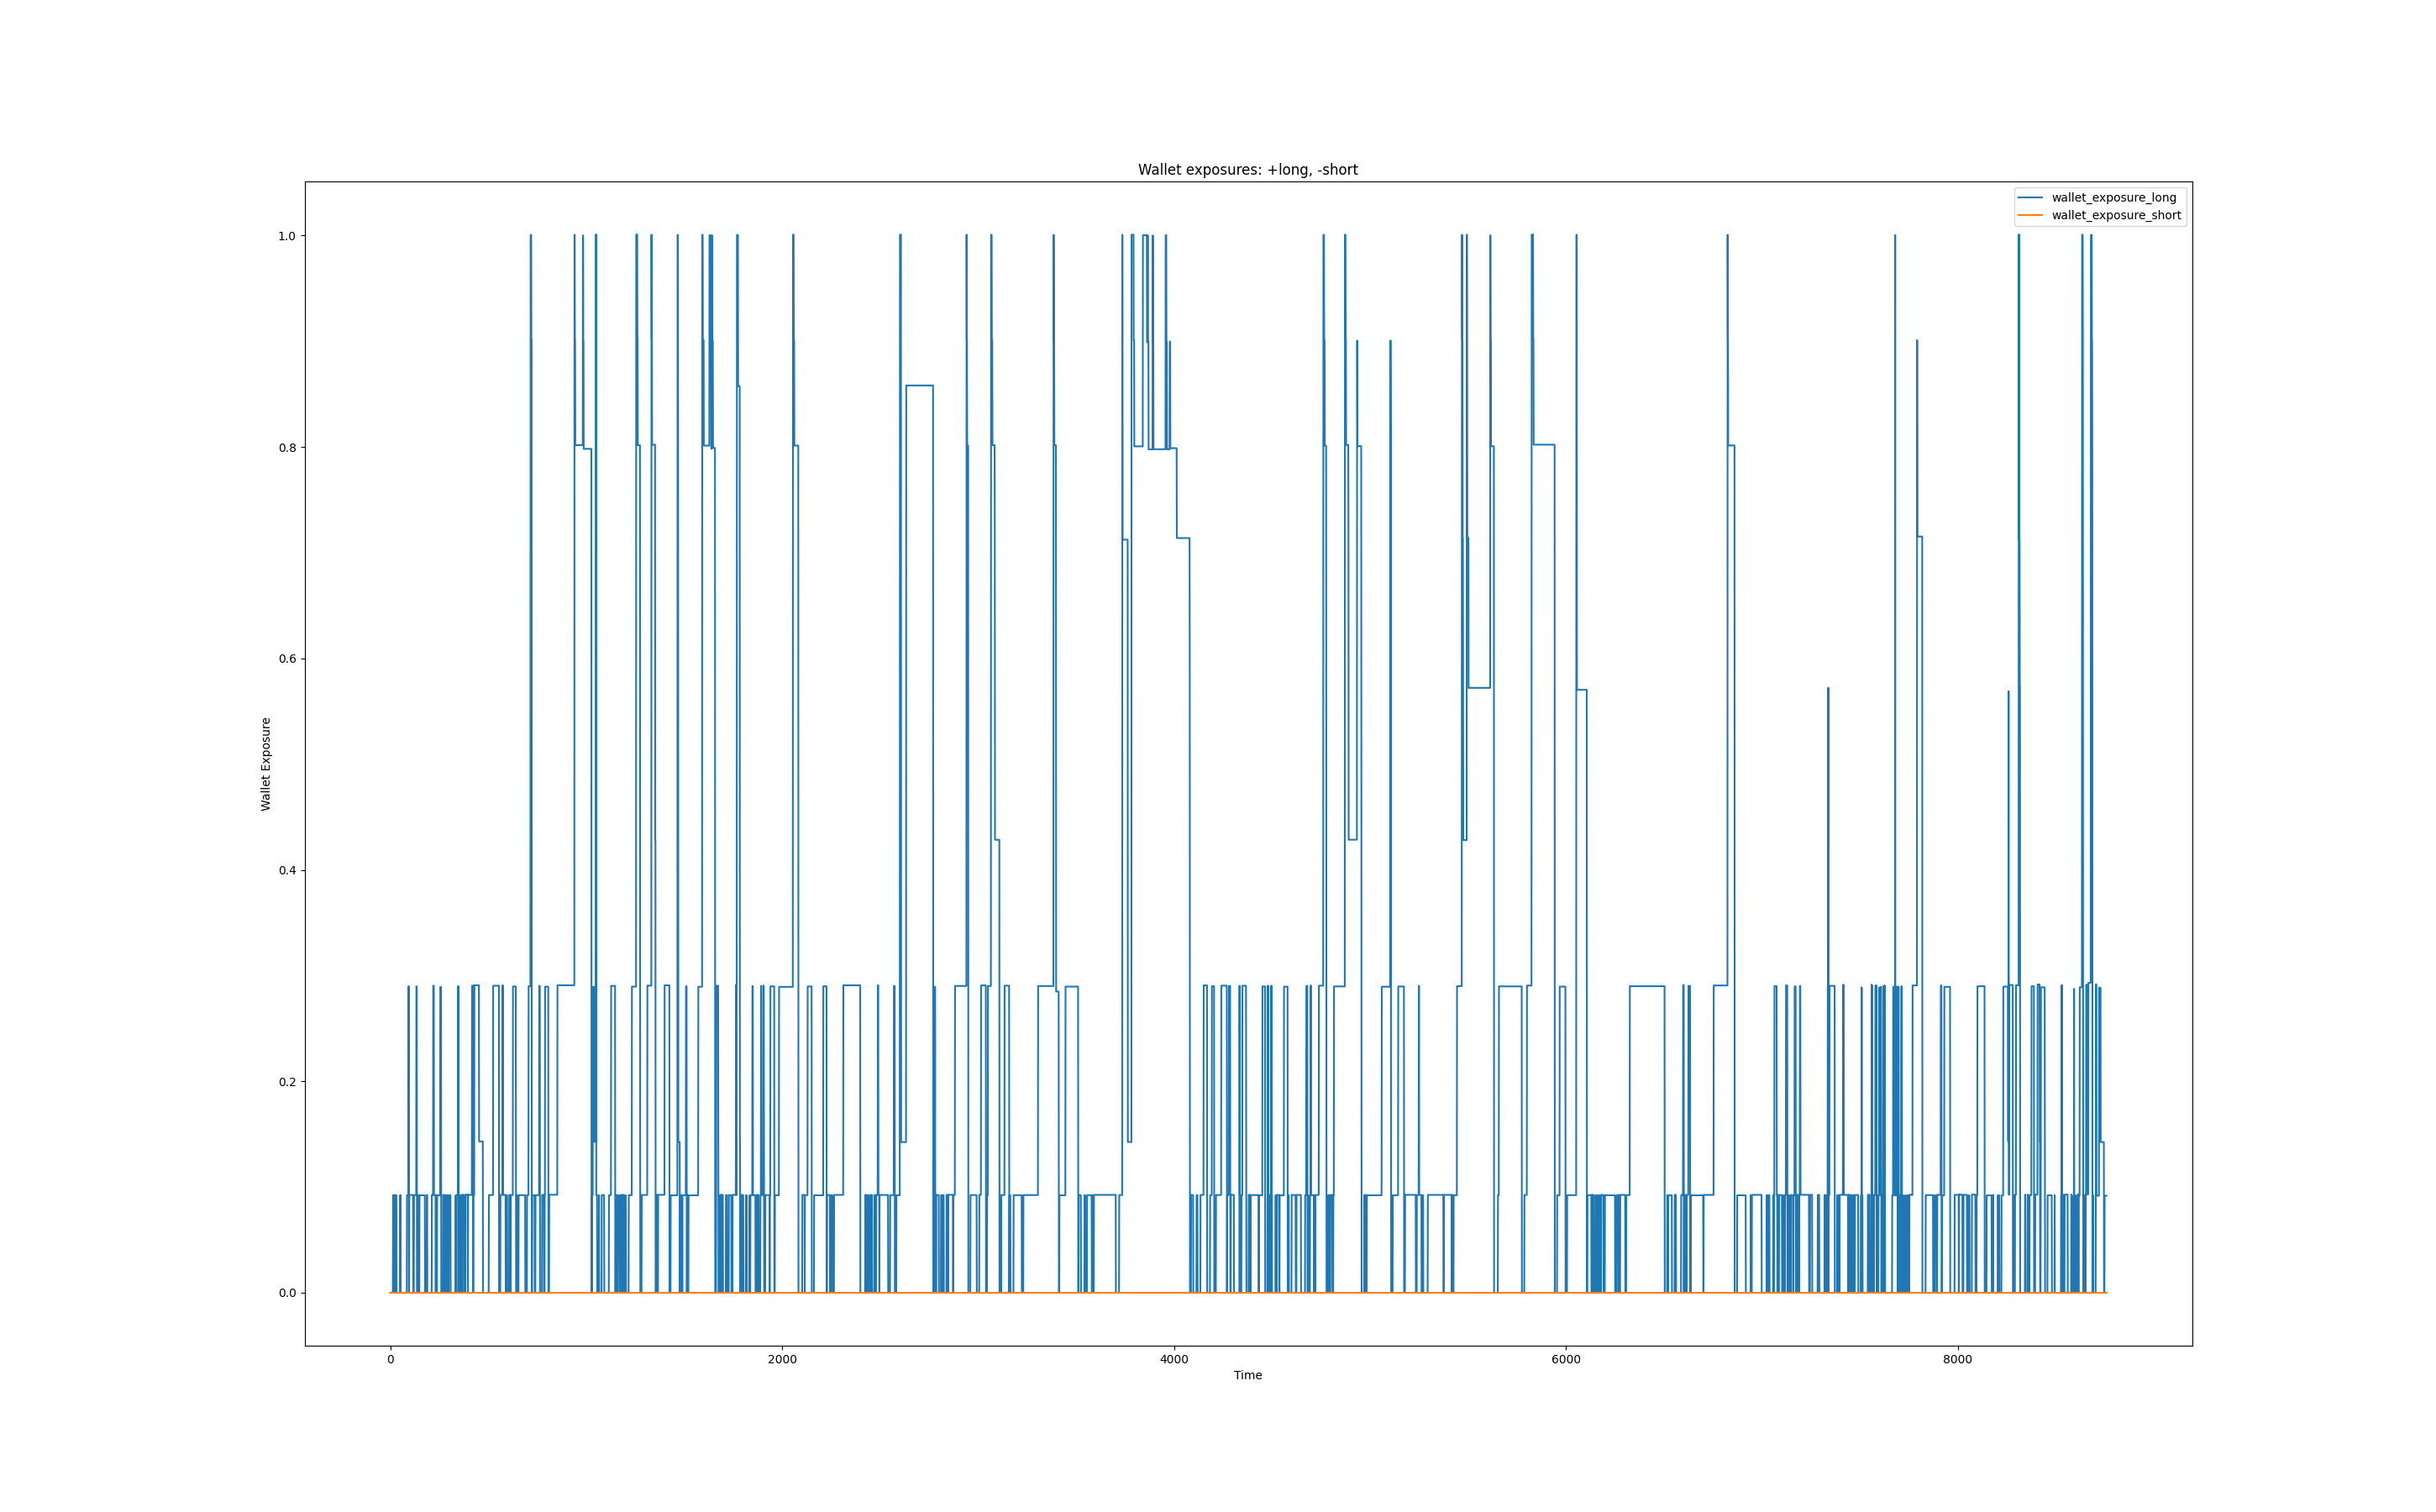 Wallet exposures: +long, -short
wallet_exposure_long
wallet_exposure_short
1.0
0.8
0.6
0.4
0.2
0.0
Wallet Exposure
0 2000 4000 6000 8000
Time